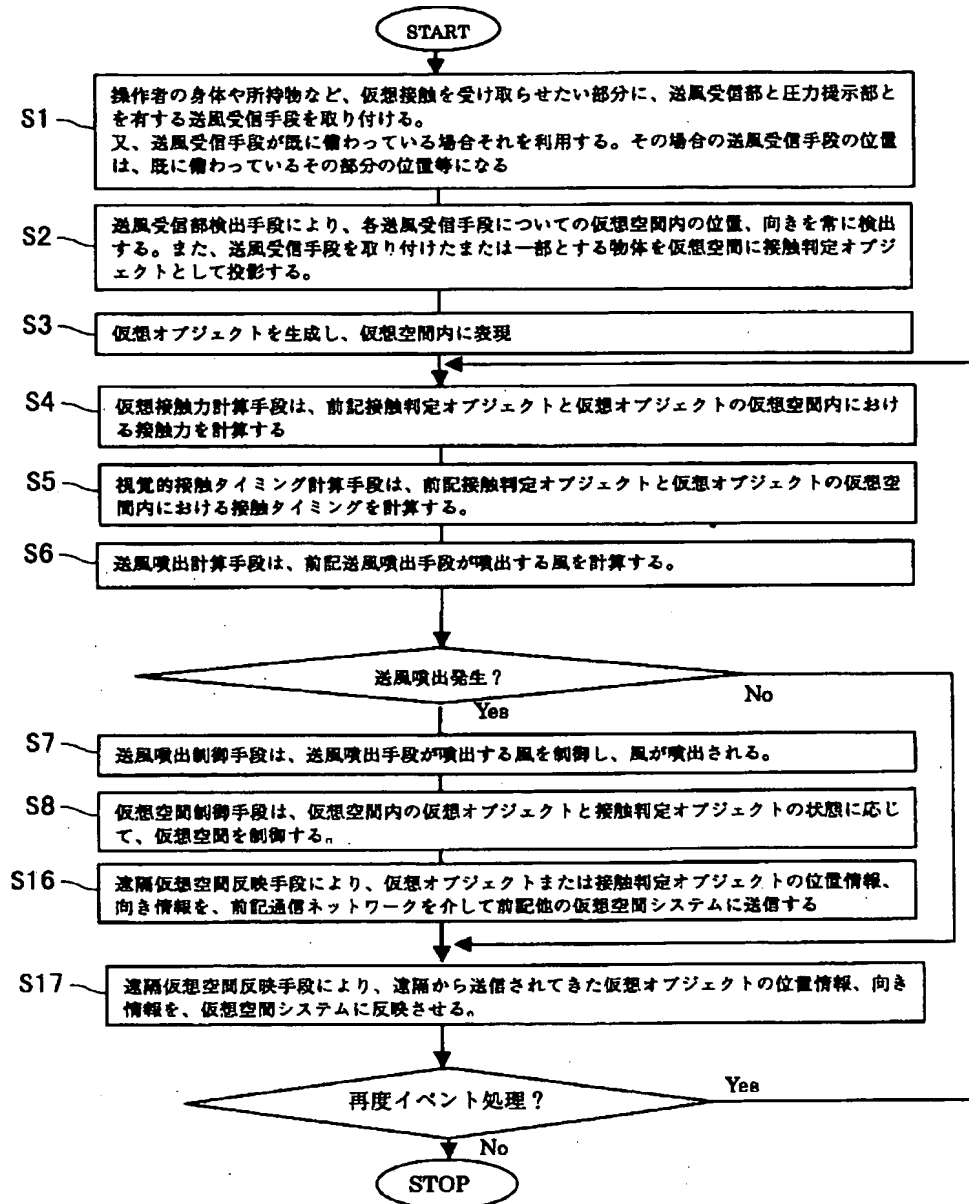 START
S1
操作者の身体や所持物など、仮想接触を受け取らせたい部分に、送風受信部と圧力提示部と
を有する送風受信手段を取り付ける。
又、送風受信手段が既に備わっている場合それを利用する。その場合の送風受信手段の位置
は、既に備わっているその部分の位置等になる
S2
送風受信部検出手段により、各送風受信手段についての仮想空間内の位置、向きを常に検出
する。また、送風受信手段を取り付けたまたは一部とする物体を仮想空間に接触判定オブジ
ェクトとして投影する。
S3
仮想オブジェクトを生成し、仮想空間内に表現
S4
仮想接触力計算手段は、前記接触判定オブジェクトと仮想オブジェクトの仮想空間内におけ
る接触力を計算する
S5
視覚的接触タイミング計算手段は、前記接触判定オブジェクトと仮想オブジェクトの仮想空
間内における接触タイミングを計算する。
S6
送風噴出計算手段は、前記送風噴出手段が噴出する風を計算する。
送風噴出発生？
No
Yes
S7
送風噴出制御手段は、送風噴出手段が噴出する風を制御し、風が噴出される。
S8
仮想空間制御手段は、仮想空間内の仮想オブジェクトと接触判定オブジェクトの状態に応じ
て、仮想空間を制御する。
S16
遠隔仮想空間反映手段により、仮想オブジェクトまたは接触判定オブジェクトの位置情報、
向き情報を、前記通信ネットワークを介して前記他の仮想空間システムに送信する
S17
遠隔仮想空間反映手段により、遠隔から送信されてきた仮想オブジェクトの位置情報、向き
情報を、仮想空間システムに反映させる。
再度イベント処理？
Yes
No
STOP